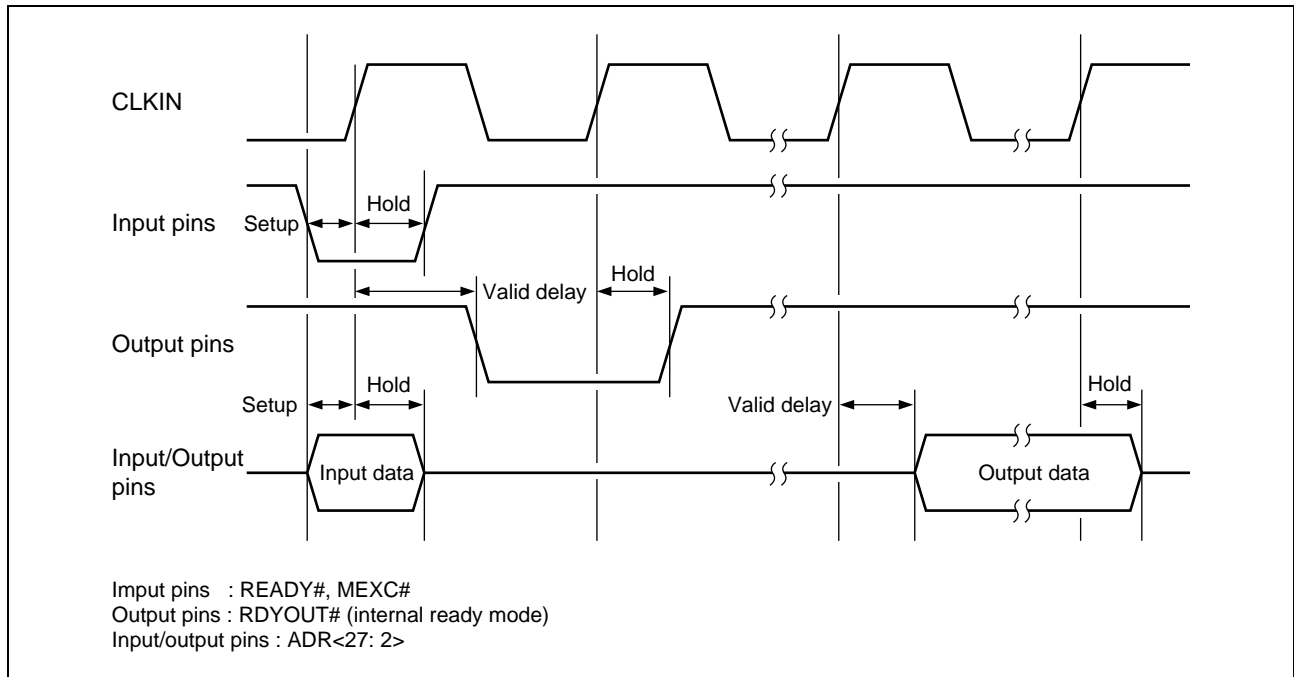 CLKIN
Input pins
Setup
Hold
Valid delay
Hold
Output pins
Setup
Hold
Valid delay
Hold
Input/Output
pins
Input data
Output data
Imput pins : READY#, MEXC#
Output pins : RDYOUT# (internal ready mode)
Input/output pins : ADR<27: 2>